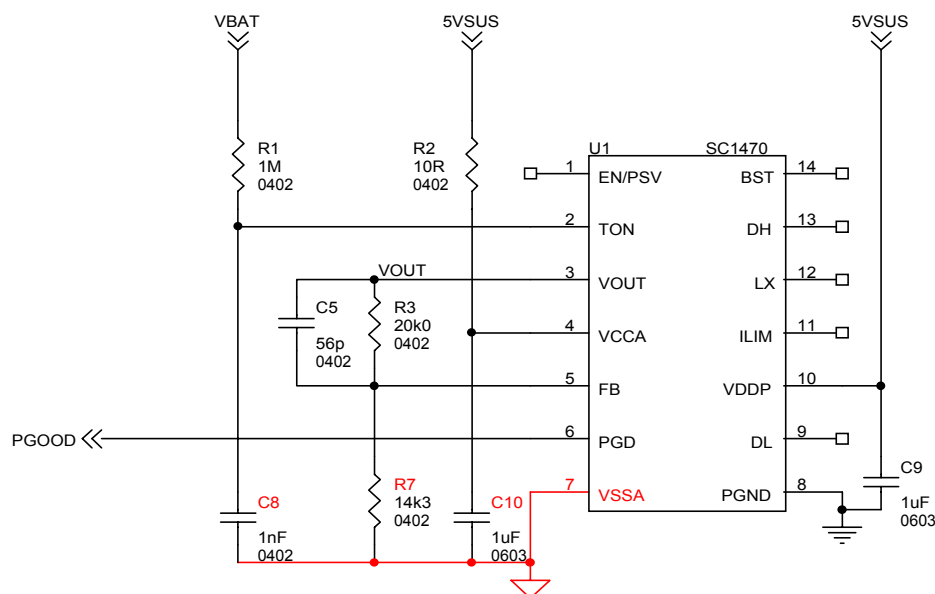 VBAT
5VSUS
5VSUS
R1
1M
0402
R2
10R
0402
U1
SC1470
1
EN/PSV
BST
14
2
TON
DH
13
VOUT
3
VOUT
LX
12
C5
56p
0402
R3
20k0
0402
4
VCCA
ILIM
11
5
FB
VDDP
10
PGOOD
6
PGD
DL
9
7
VSSA
PGND
8
C8
1nF
0402
R7
14k3
0402
C10
1uF
0603
C9
1uF
0603